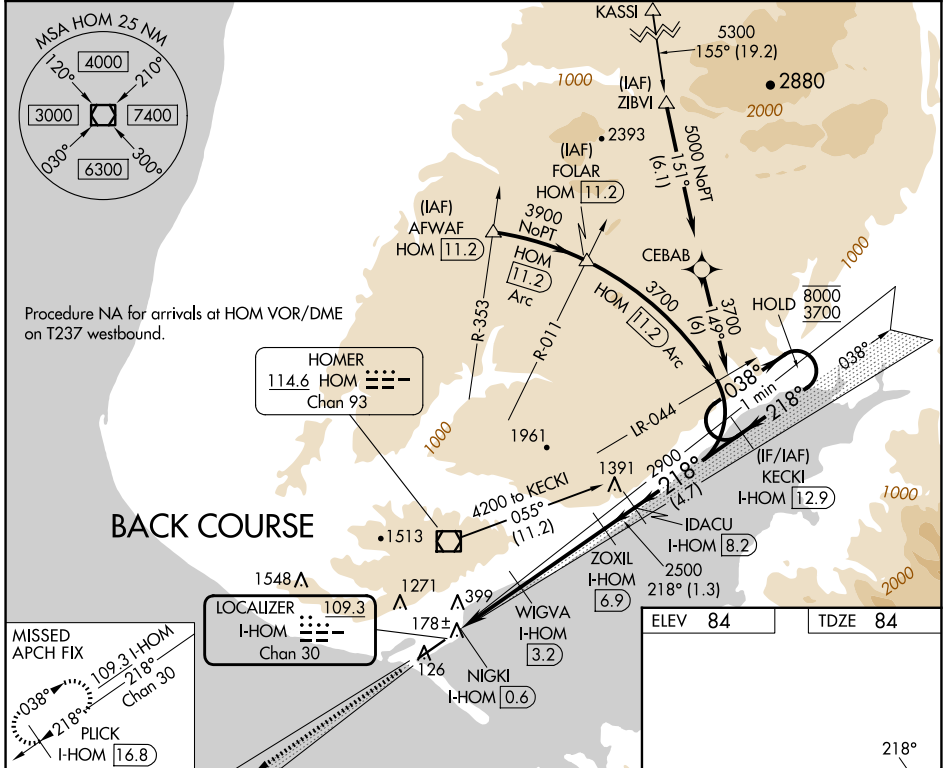 MSA HOM 25 NM
120°
4000
210°
3000
7400
030°
6300
300°
KASSI
5300
155° (19.2)
1000
2880
2000
(IAF)
ZIBVI
2393
5000 NoPT
151°
(6.1)
(IAF)
FOLAR
HOM 11.2
(IAF)
AFWAF
HOM 11.2
3900
NoPT
HOM
11.2
Arc
CEBAB
1000
3700
149°
(6)
3700
HOM 11.2 Arc
HOLD
8000
3700
Procedure NA for arrivals at HOM VOR/DME
on T237 westbound.
R-353
R-011
HOMER
114.6 HOM
Chan 93
038°
038°
1 min
218°
LR-044
1000
1961
1391
2900
218°
(4.7)
(IF/IAF)
KECKI
I-HOM 12.9
1000
4200 to KECKI
055°
(11.2)
BACK COURSE
1513
IDACU
I-HOM 8.2
ZOXIL
I-HOM
6.9
2500
218° (1.3)
2000
1548
1271
399
LOCALIZER 109.3
I-HOM
Chan 30
178±
126
WIGVA
I-HOM
3.2
NIGKI
I-HOM 0.6
ELEV 84
TDZE 84
MISSED
APCH FIX
109.3 I-HOM
Chan 30
038°
218°
218°
PLICK
I-HOM 16.8
218°